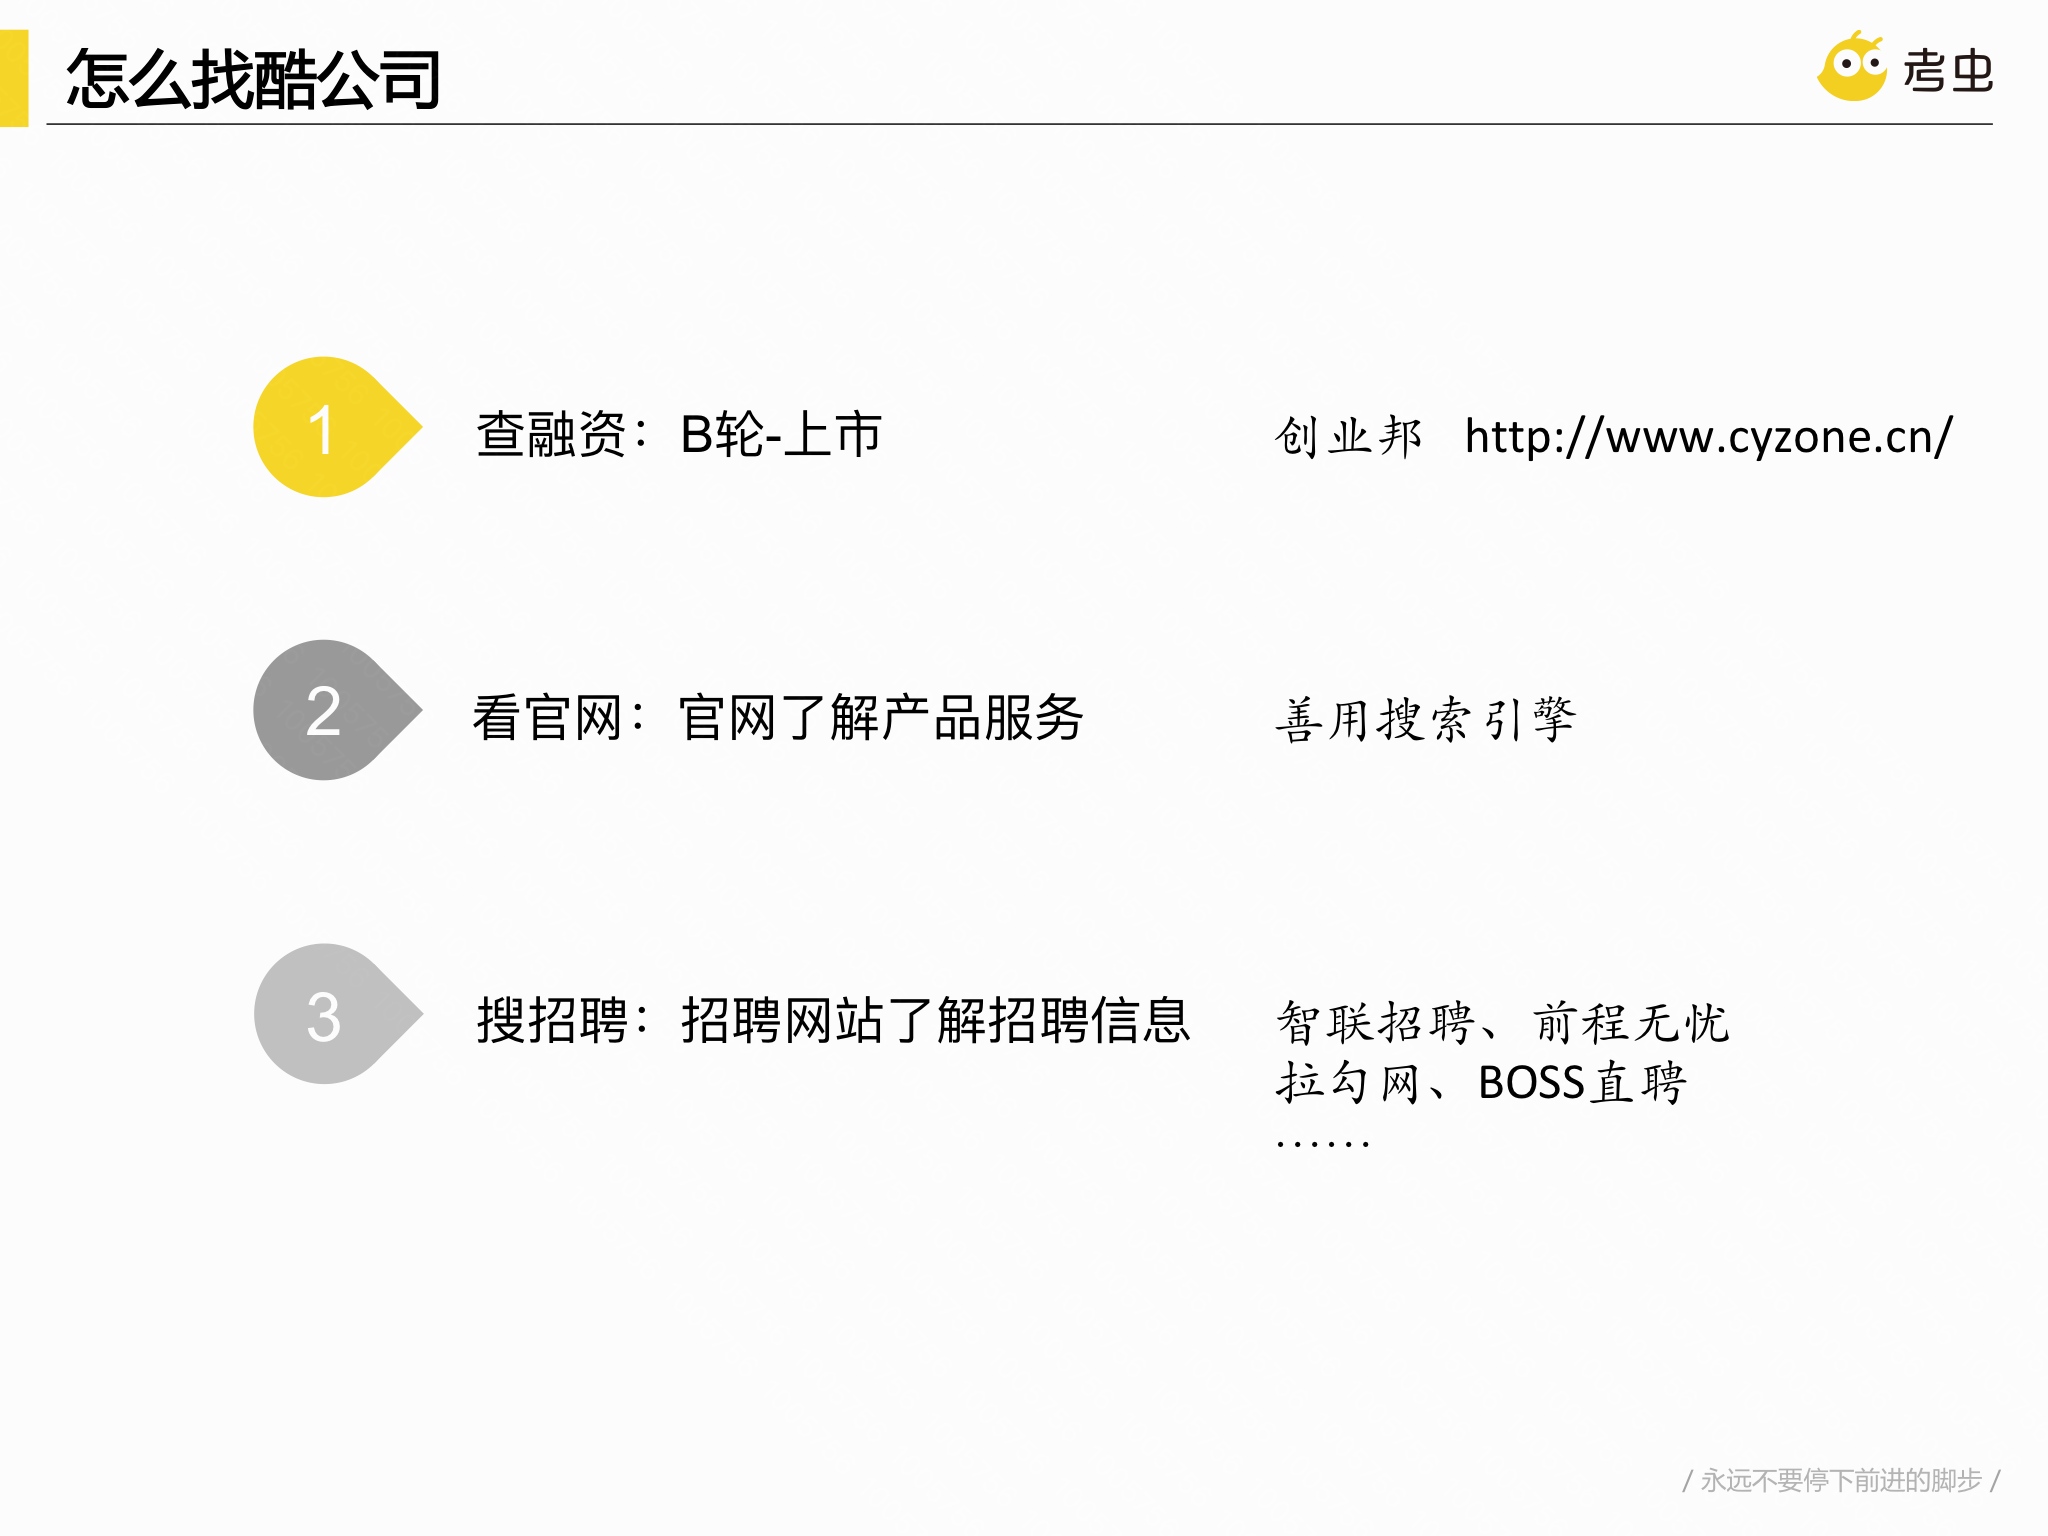 怎么找酷公司
考虫
1
查融资：B轮-上市
创业邦 http://www.cyzone.cn/
2
看官网：官网了解产品服务
善用搜索引擎
3
搜招聘：招聘网站了解招聘信息
智联招聘、前程无忧
拉勾网、BOSS直聘
……
/ 永远不要停下前进的脚步 /